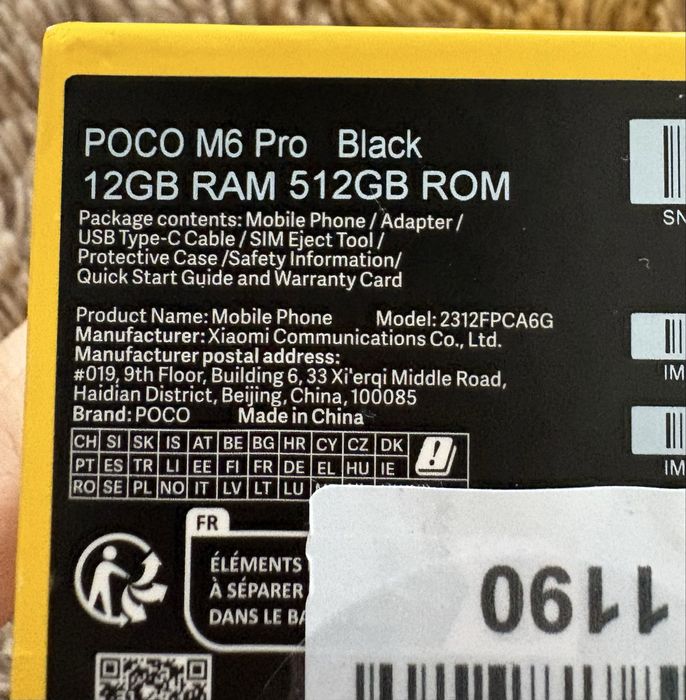 POCO M6 Pro Black
12GB RAM 512GB ROM
Package contents: Mobile Phone / Adapter /
USB Type-C Cable / SIM Eject Tool /
Protective Case /Safety Information/
Quick Start Guide and Warranty Card
SN
Product Name: Mobile Phone Model: 2312FPCA6G
Manufacturer: Xiaomi Communications Co., Ltd.
Manufacturer postal address:
#019, 9th Floor, Building 6, 33 Xi'erqi Middle Road,
Haidian District, Beijing, China, 100085
Brand: POCO Made in China
IM
IM
CH SI SK IS AT BE BG HR CY CZ DK
PT ES TR LI EE FI FR DE EL HU IE
RO SE PL NO IT LV LT LU
FR
ÉLÉMENTS
À SÉPARER
DANS LE BA